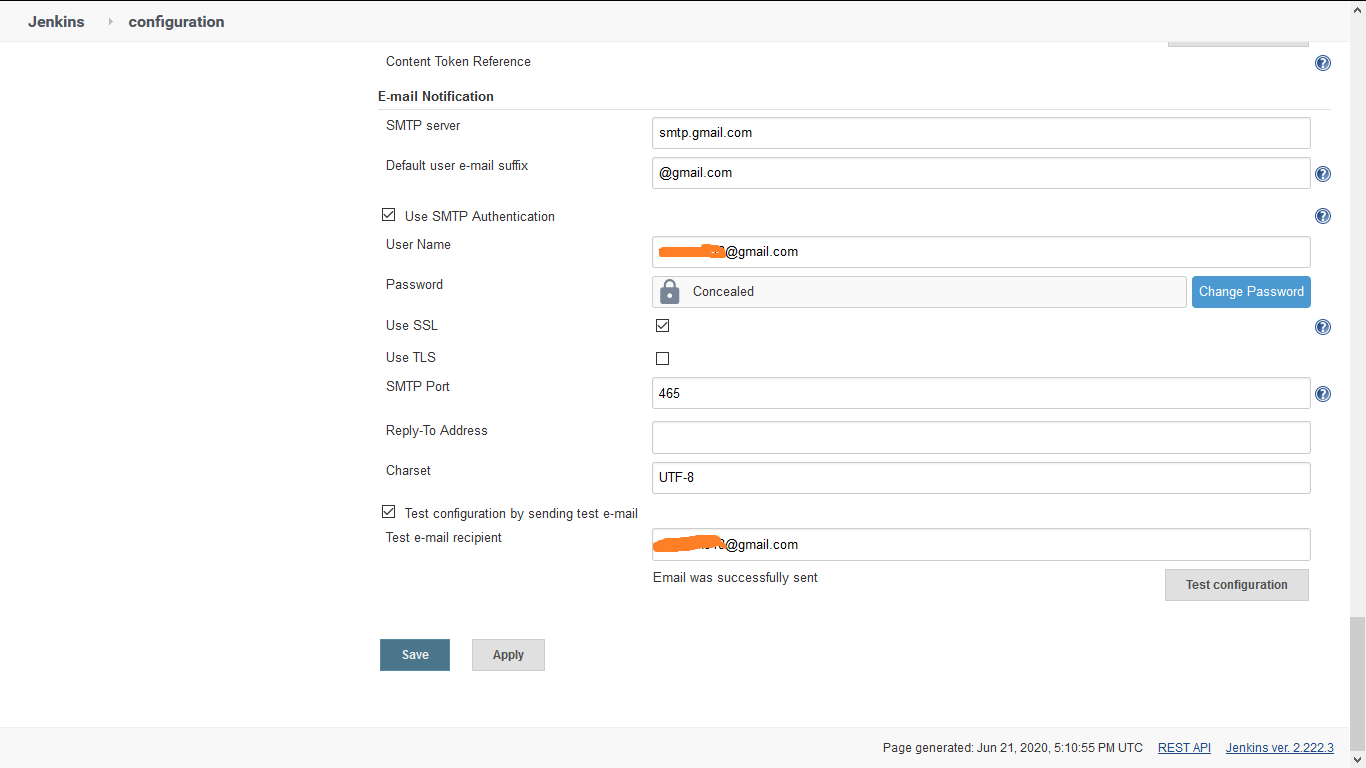 Jenkins configuration
Content Token Reference
E-mail Notification
SMTP server smtp.gmail.com
Default user e-mail suffix @gmail.com
Use SMTP Authentication
User Name @gmail.com
Password Concealed Change Password
Use SSL
Use TLS
SMTP Port 465
Reply-To Address
Charset UTF-8
Test configuration by sending test e-mail
Test e-mail recipient @gmail.com
Email was successfully sent
Test configuration
Save Apply
Page generated: Jun 21, 2020, 5:10:55 PM UTC REST API Jenkins ver. 2.222.3